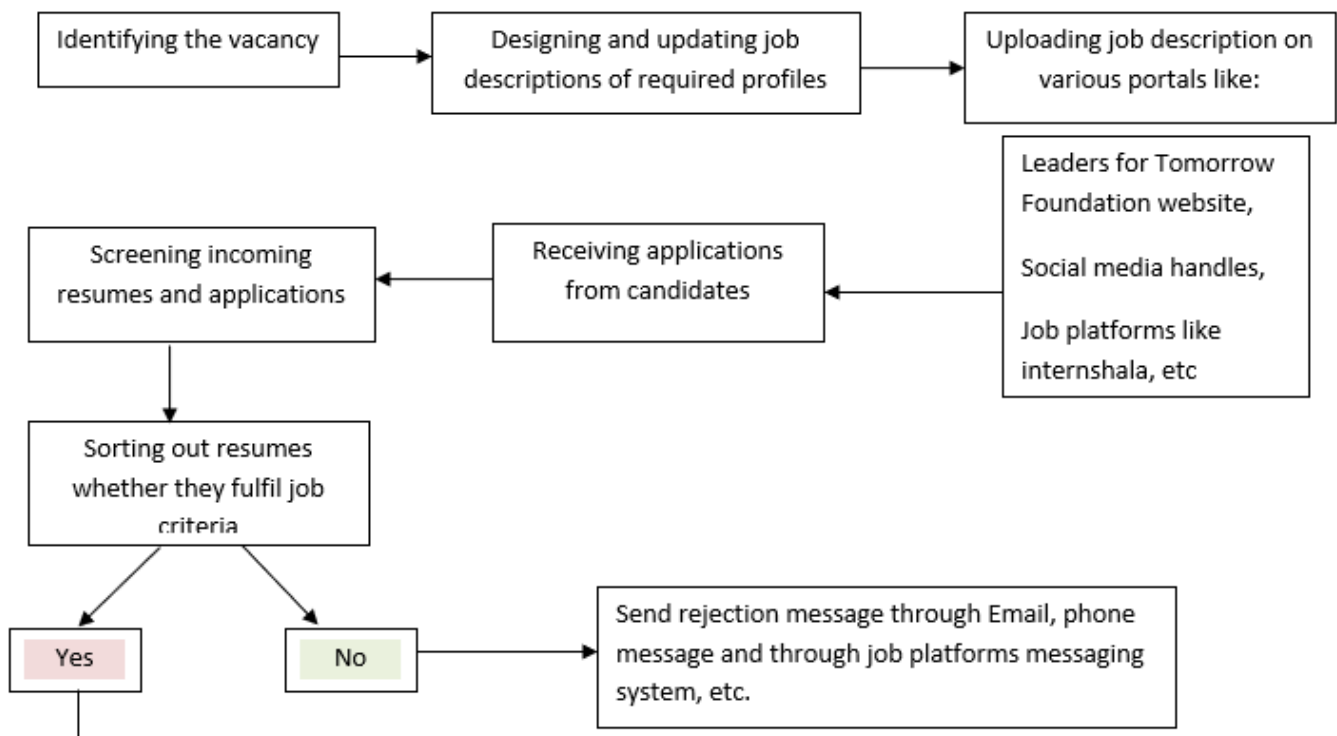 Identifying the vacancy
Designing and updating job
descriptions of required profiles
Uploading job description on
various portals like:
Leaders for Tomorrow
Foundation website,
Social media handles,
Job platforms like
internshala, etc
Receiving applications
from candidates
Screening incoming
resumes and applications
Sorting out resumes
whether they fulfil job
criteria
Yes
No
Send rejection message through Email, phone
message and through job platforms messaging
system, etc.